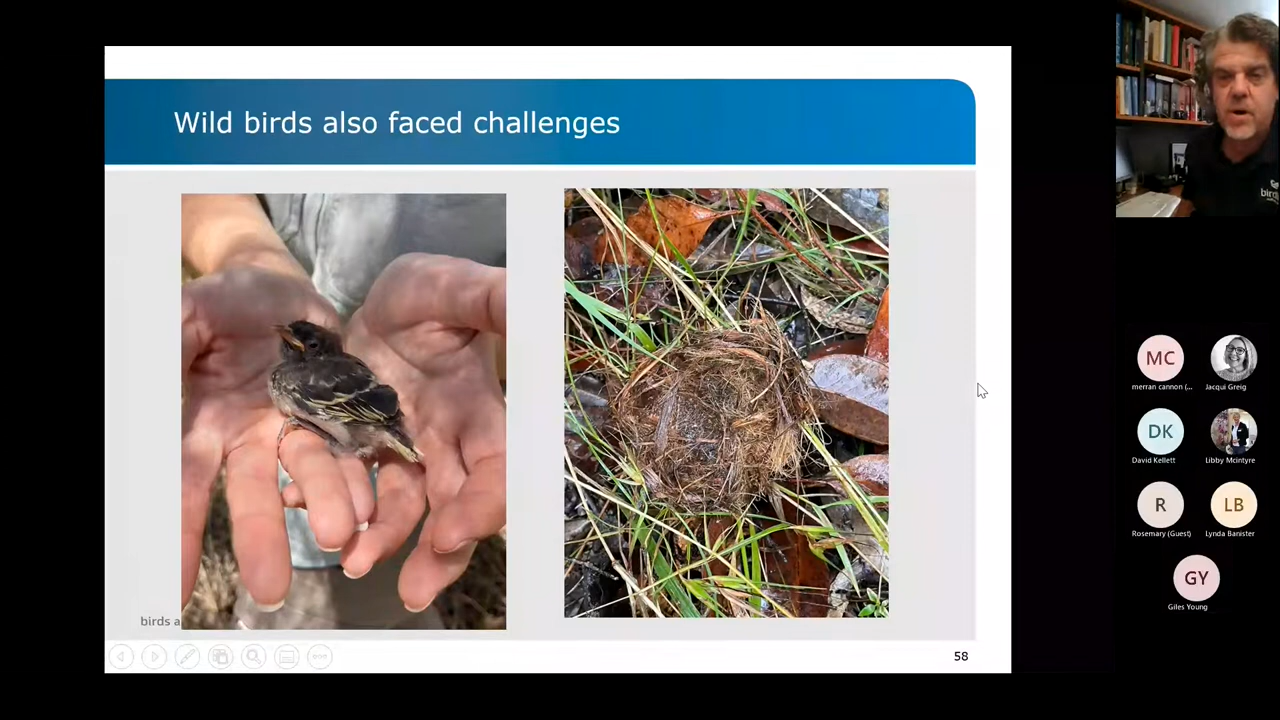 Wild birds also faced challenges
birds a
58
bird
MC
merran cannon (...
Jacqui Greig
DK
David Kellett
Libby Mcintyre
R
LB
Rosemary (Guest)
Lynda Banister
GY
Giles Young